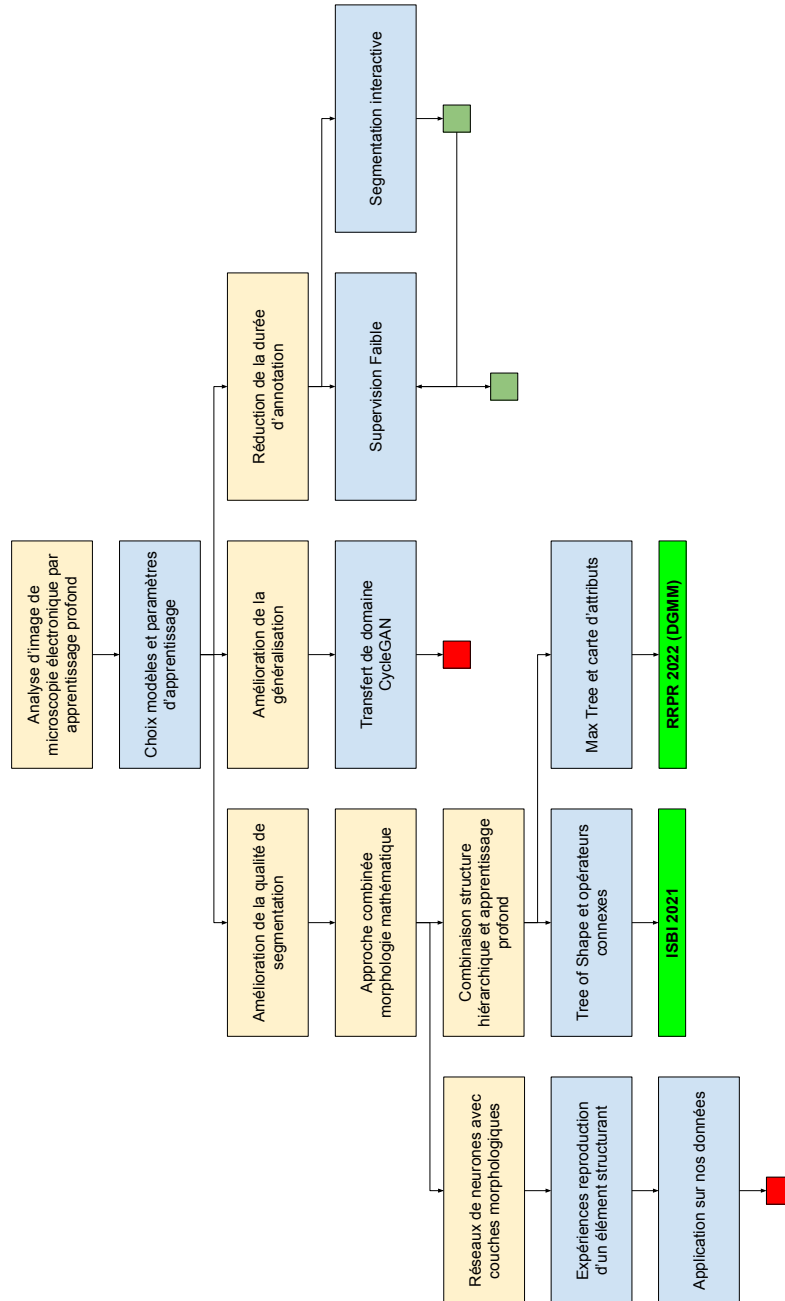 Analyse d'image de
microscopie électronique par
apprentissage profond
Choix modèles et paramètres
d'apprentissage
Amélioration de la qualité de
segmentation
Amélioration de la
généralisation
Réduction de la durée
d'annotation
Approche combinée
morphologie mathématique
Transfert de domaine
CycleGAN
Supervision Faible
Segmentation interactive
Réseaux de neurones avec
couches morphologiques
Combinaison structure
hiérarchique et apprentissage
profond
Expériences reproduction
d'un élément structurant
Tree of Shape et opérateurs
connexes
Max Tree et carte d'attributs
Application sur nos données
ISBI 2021
RRPR 2022 (DGMM)